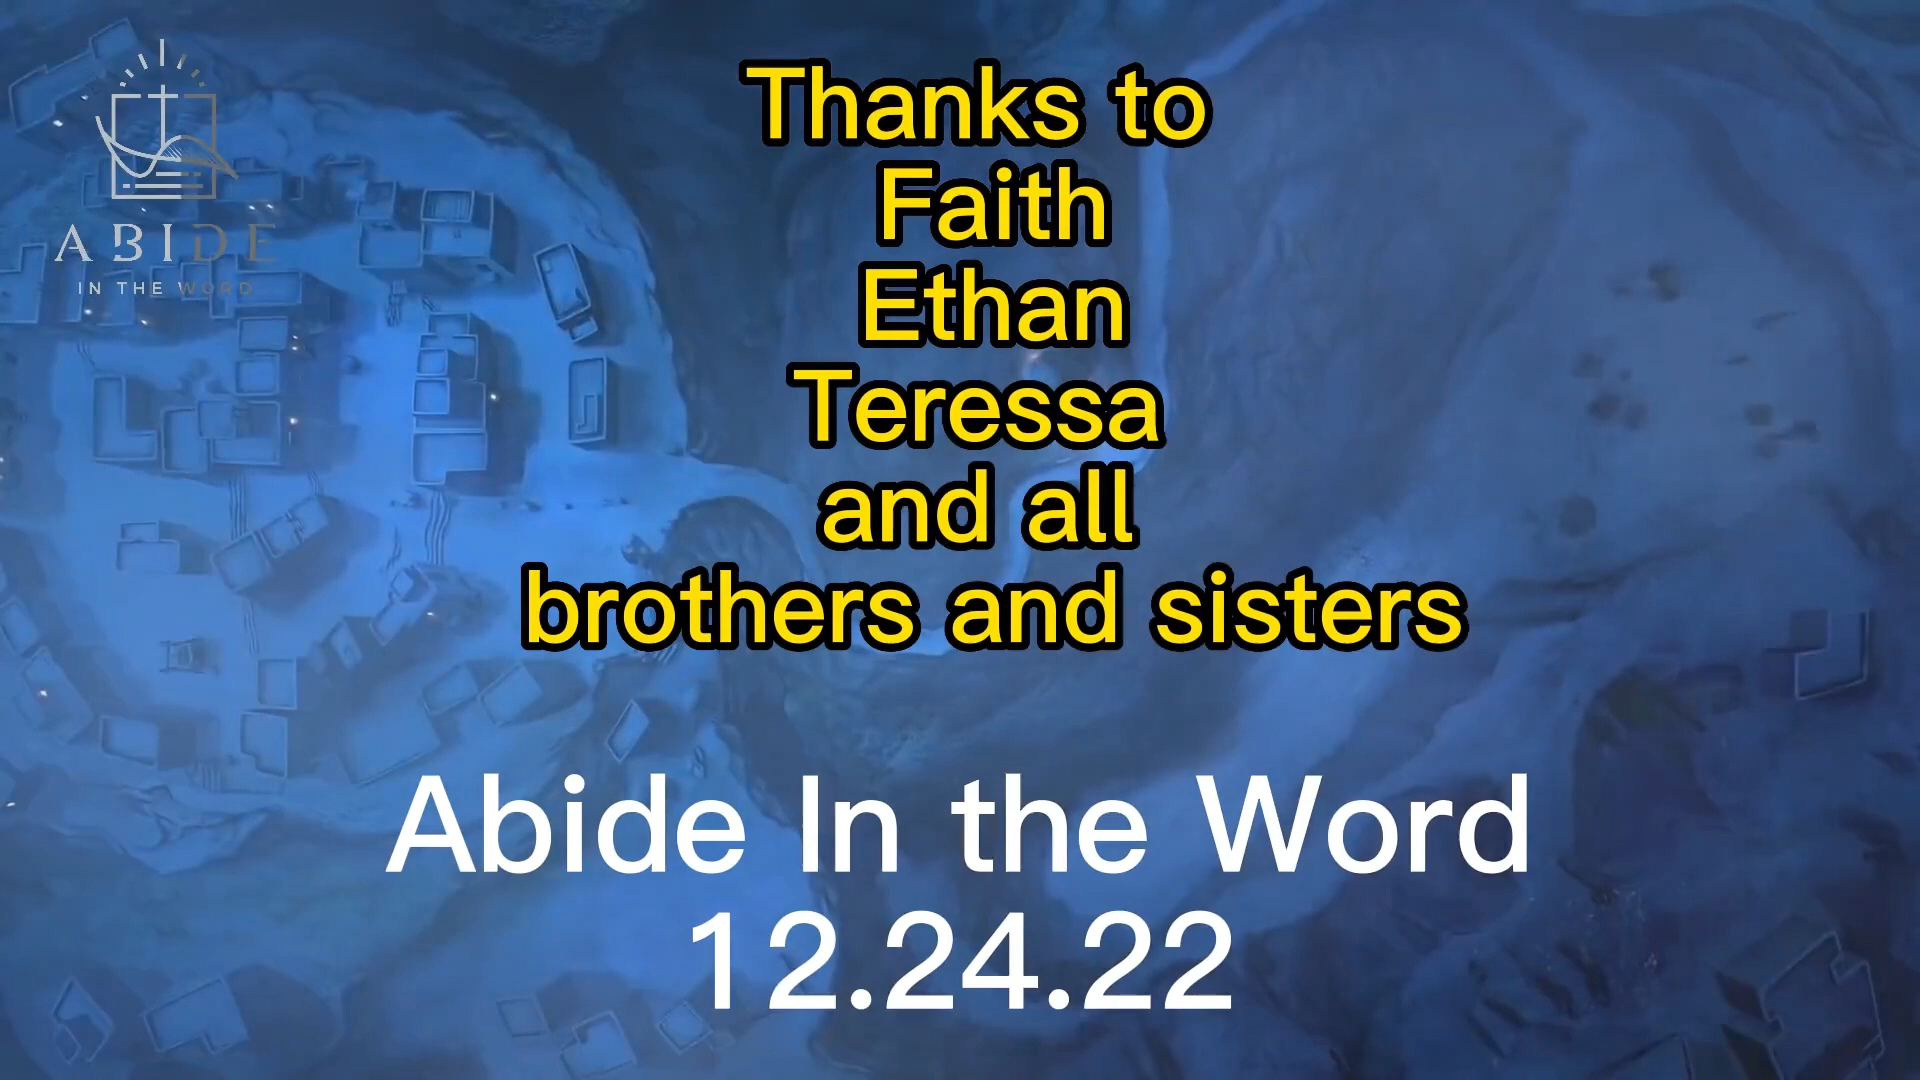 ABIDE
IN THE WORD
Thanks to
Faith
Ethan
Teressa
and all
brothers and sisters
Abide In the Word
12.24.22